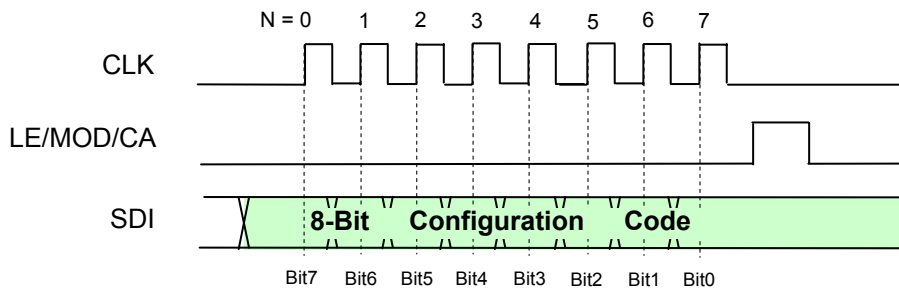 N = 0 1 2 3 4 5 6 7
CLK
LE/MOD/CA
SDI 8-Bit Configuration Code
Bit7 Bit6 Bit5 Bit4 Bit3 Bit2 Bit1 Bit0